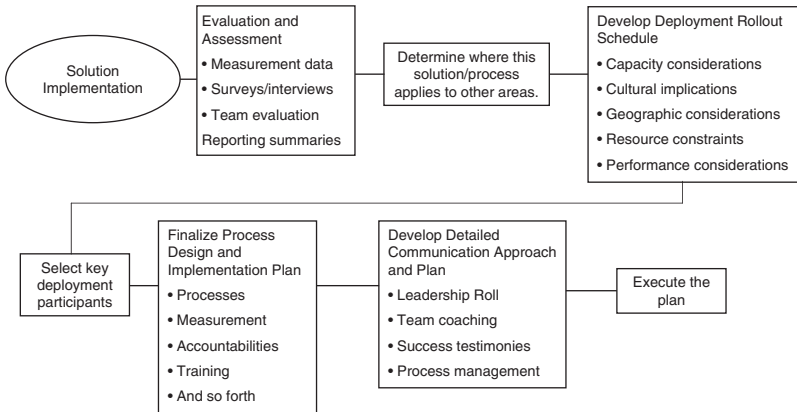 Solution
Implementation
Evaluation and
Assessment
• Measurement data
• Surveys/interviews
• Team evaluation
Reporting summaries
Determine where this
solution/process
applies to other areas.
Develop Deployment Rollout
Schedule
• Capacity considerations
• Cultural implications
• Geographic considerations
• Resource constraints
• Performance considerations
Select key
deployment
participants
Finalize Process
Design and
Implementation Plan
• Processes
• Measurement
• Accountabilities
• Training
• And so forth
Develop Detailed
Communication Approach
and Plan
• Leadership Roll
• Team coaching
• Success testimonies
• Process management
Execute the
plan